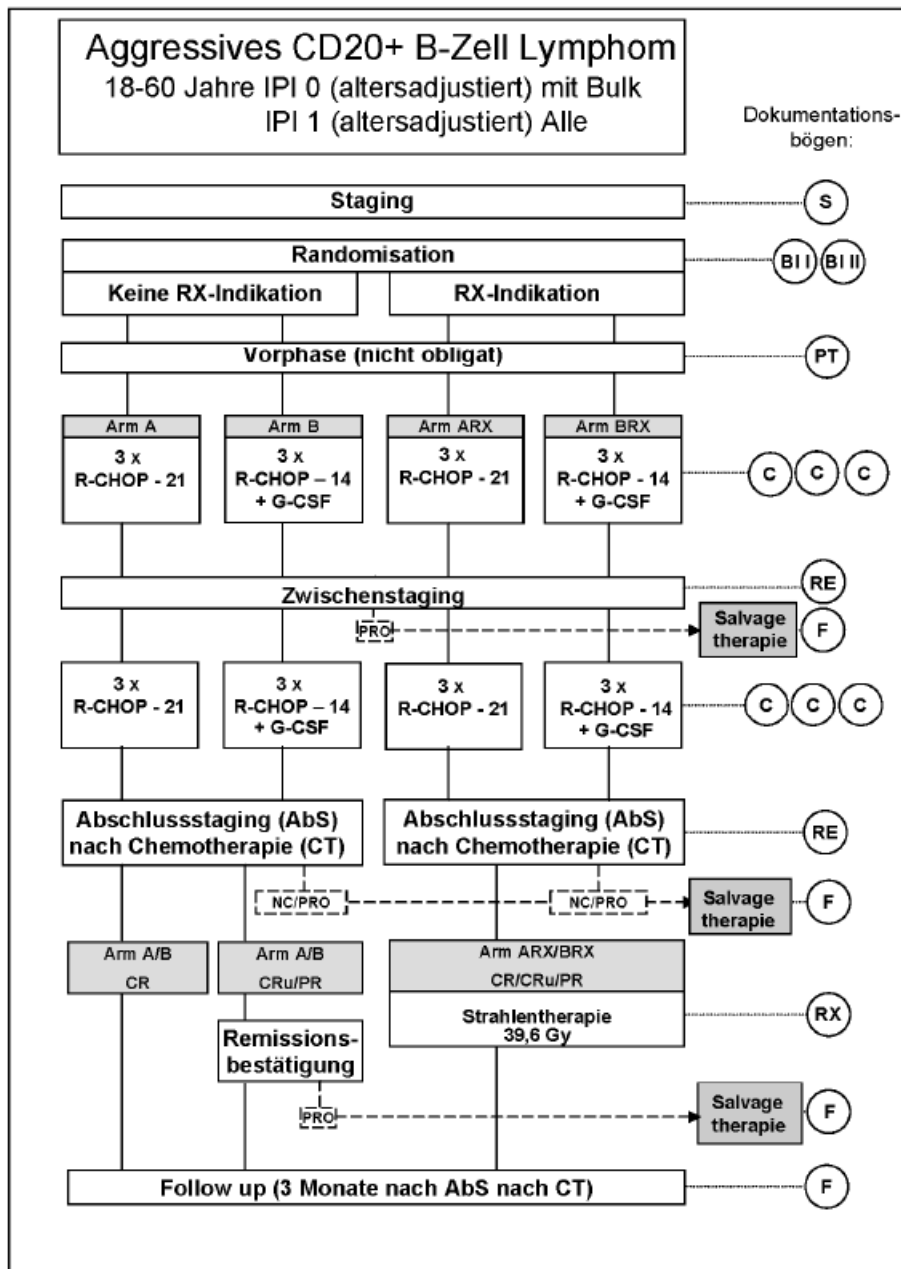 Aggressives CD20+ B-Zell Lymphom
18-60 Jahre IPI 0 (altersadjustiert) mit Bulk
IPI 1 (altersadjustiert) Alle
Dokumentations-
bögen:
Staging
S
Randomisation
BI I
BI II
Keine RX-Indikation
RX-Indikation
Vorphase (nicht obligat)
PT
Arm A
3 x
R-CHOP - 21
Arm B
3 x
R-CHOP – 14
+ G-CSF
Arm ARX
3 x
R-CHOP - 21
Arm BRX
3 x
R-CHOP - 14
+ G-CSF
C
C
C
Zwischenstaging
RE
PRO
Salvage
therapie
F
3 x
R-CHOP - 21
3 x
R-CHOP – 14
+ G-CSF
3 x
R-CHOP - 21
3 x
R-CHOP - 14
+ G-CSF
C
C
C
Abschlussstaging (AbS)
nach Chemotherapie (CT)
Abschlussstaging (AbS)
nach Chemotherapie (CT)
RE
NC/PRO
NC/PRO
Salvage
therapie
F
Arm A/B
CR
Arm A/B
CRu/PR
Arm ARX/BRX
CR/CRu/PR
Strahlentherapie
39,6 Gy
RX
Remissions-
bestätigung
PRO
Salvage
therapie
F
Follow up (3 Monate nach AbS nach CT)
F